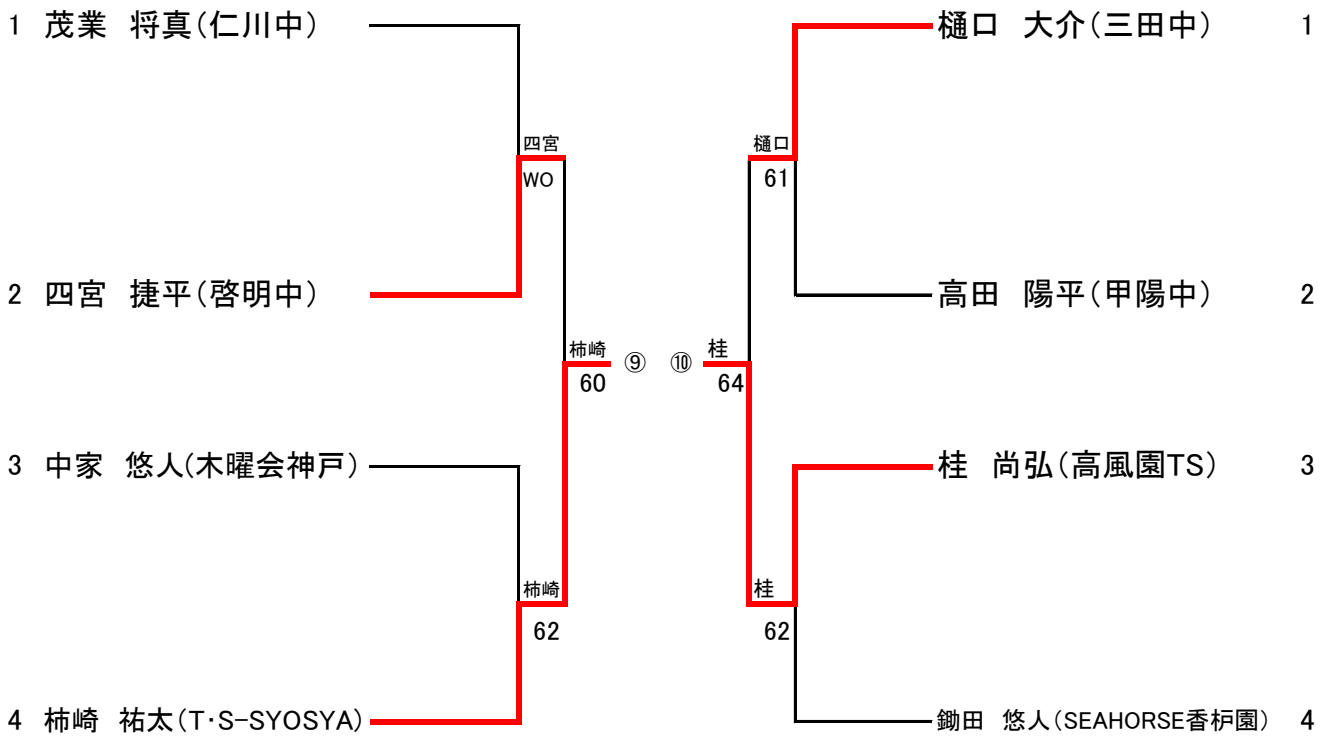 1 茂業 将真(仁川中)
四宮
WO
2 四宮 捷平(啓明中)
柿崎 ⑨
60
3 中家 悠人(木曜会神戸)
柿崎
62
4 柿崎 祐太(T・S-SYOSYA)
樋口 大介(三田中) 1
樋口
61
高田 陽平(甲陽中) 2
⑩ 桂
64
桂 尚弘(高風園TS) 3
桂
62
鋤田 悠人(SEAHORSE香枦園) 4